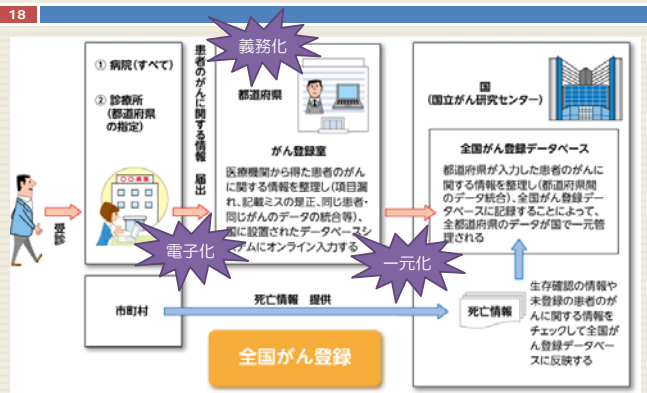 18
① 病院(すべて)
② 診療所
(都道府県
の指定)
〇〇病院
受診
患者のがんに関する情報 届出
義務化
都道府県
がん登録室
医療機関から得た患者のがん
に関する情報を整理し(項目漏
れ、記載ミスの是正、同じ患者・
同じがんのデータの統合等)、
国に設置されたデータベースシ
ステムにオンライン入力する
電子化
一元化
国
(国立がん研究センター)
全国がん登録データベース
都道府県が入力した患者のがんに
関する情報を整理し(都道府県間
のデータ統合)、全国がん登録デー
タベースに記録することによって、
全都道府県のデータが国で一元管
理される
市町村
死亡情報 提供
死亡情報
生存確認の情報や
未登録の患者のが
んに関する情報を
チェックして全国が
ん登録データベー
スに反映する
全国がん登録